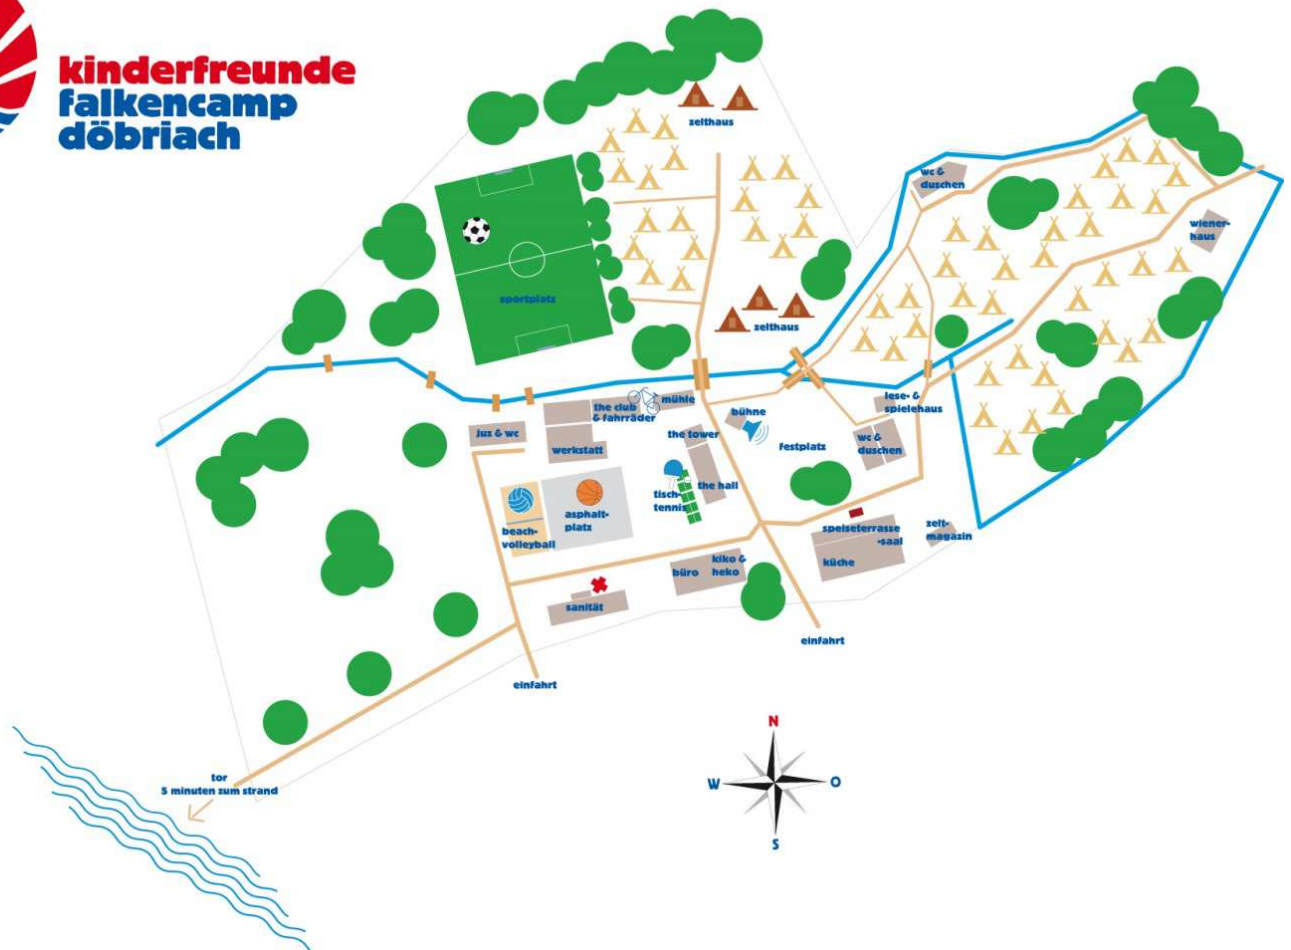 kinderfreunde
falkencamp
döbriach
zelthaus
wc &
duschen
wiener-
haus
sportplatz
zelthaus
the club
& fahrräder
mühle
bühne
lese- &
spielehaus
juz & wc
werkstatt
the tower
festplatz
wc &
duschen
the hall
tisch-
tennis
asphalt-
platz
beach-
volleyball
speiseterrasse
-saal
küche
zelt-
magazin
büro
kiko &
heko
sanität
einfahrt
einfahrt
tor
5 minuten zum strand
N
W
O
S